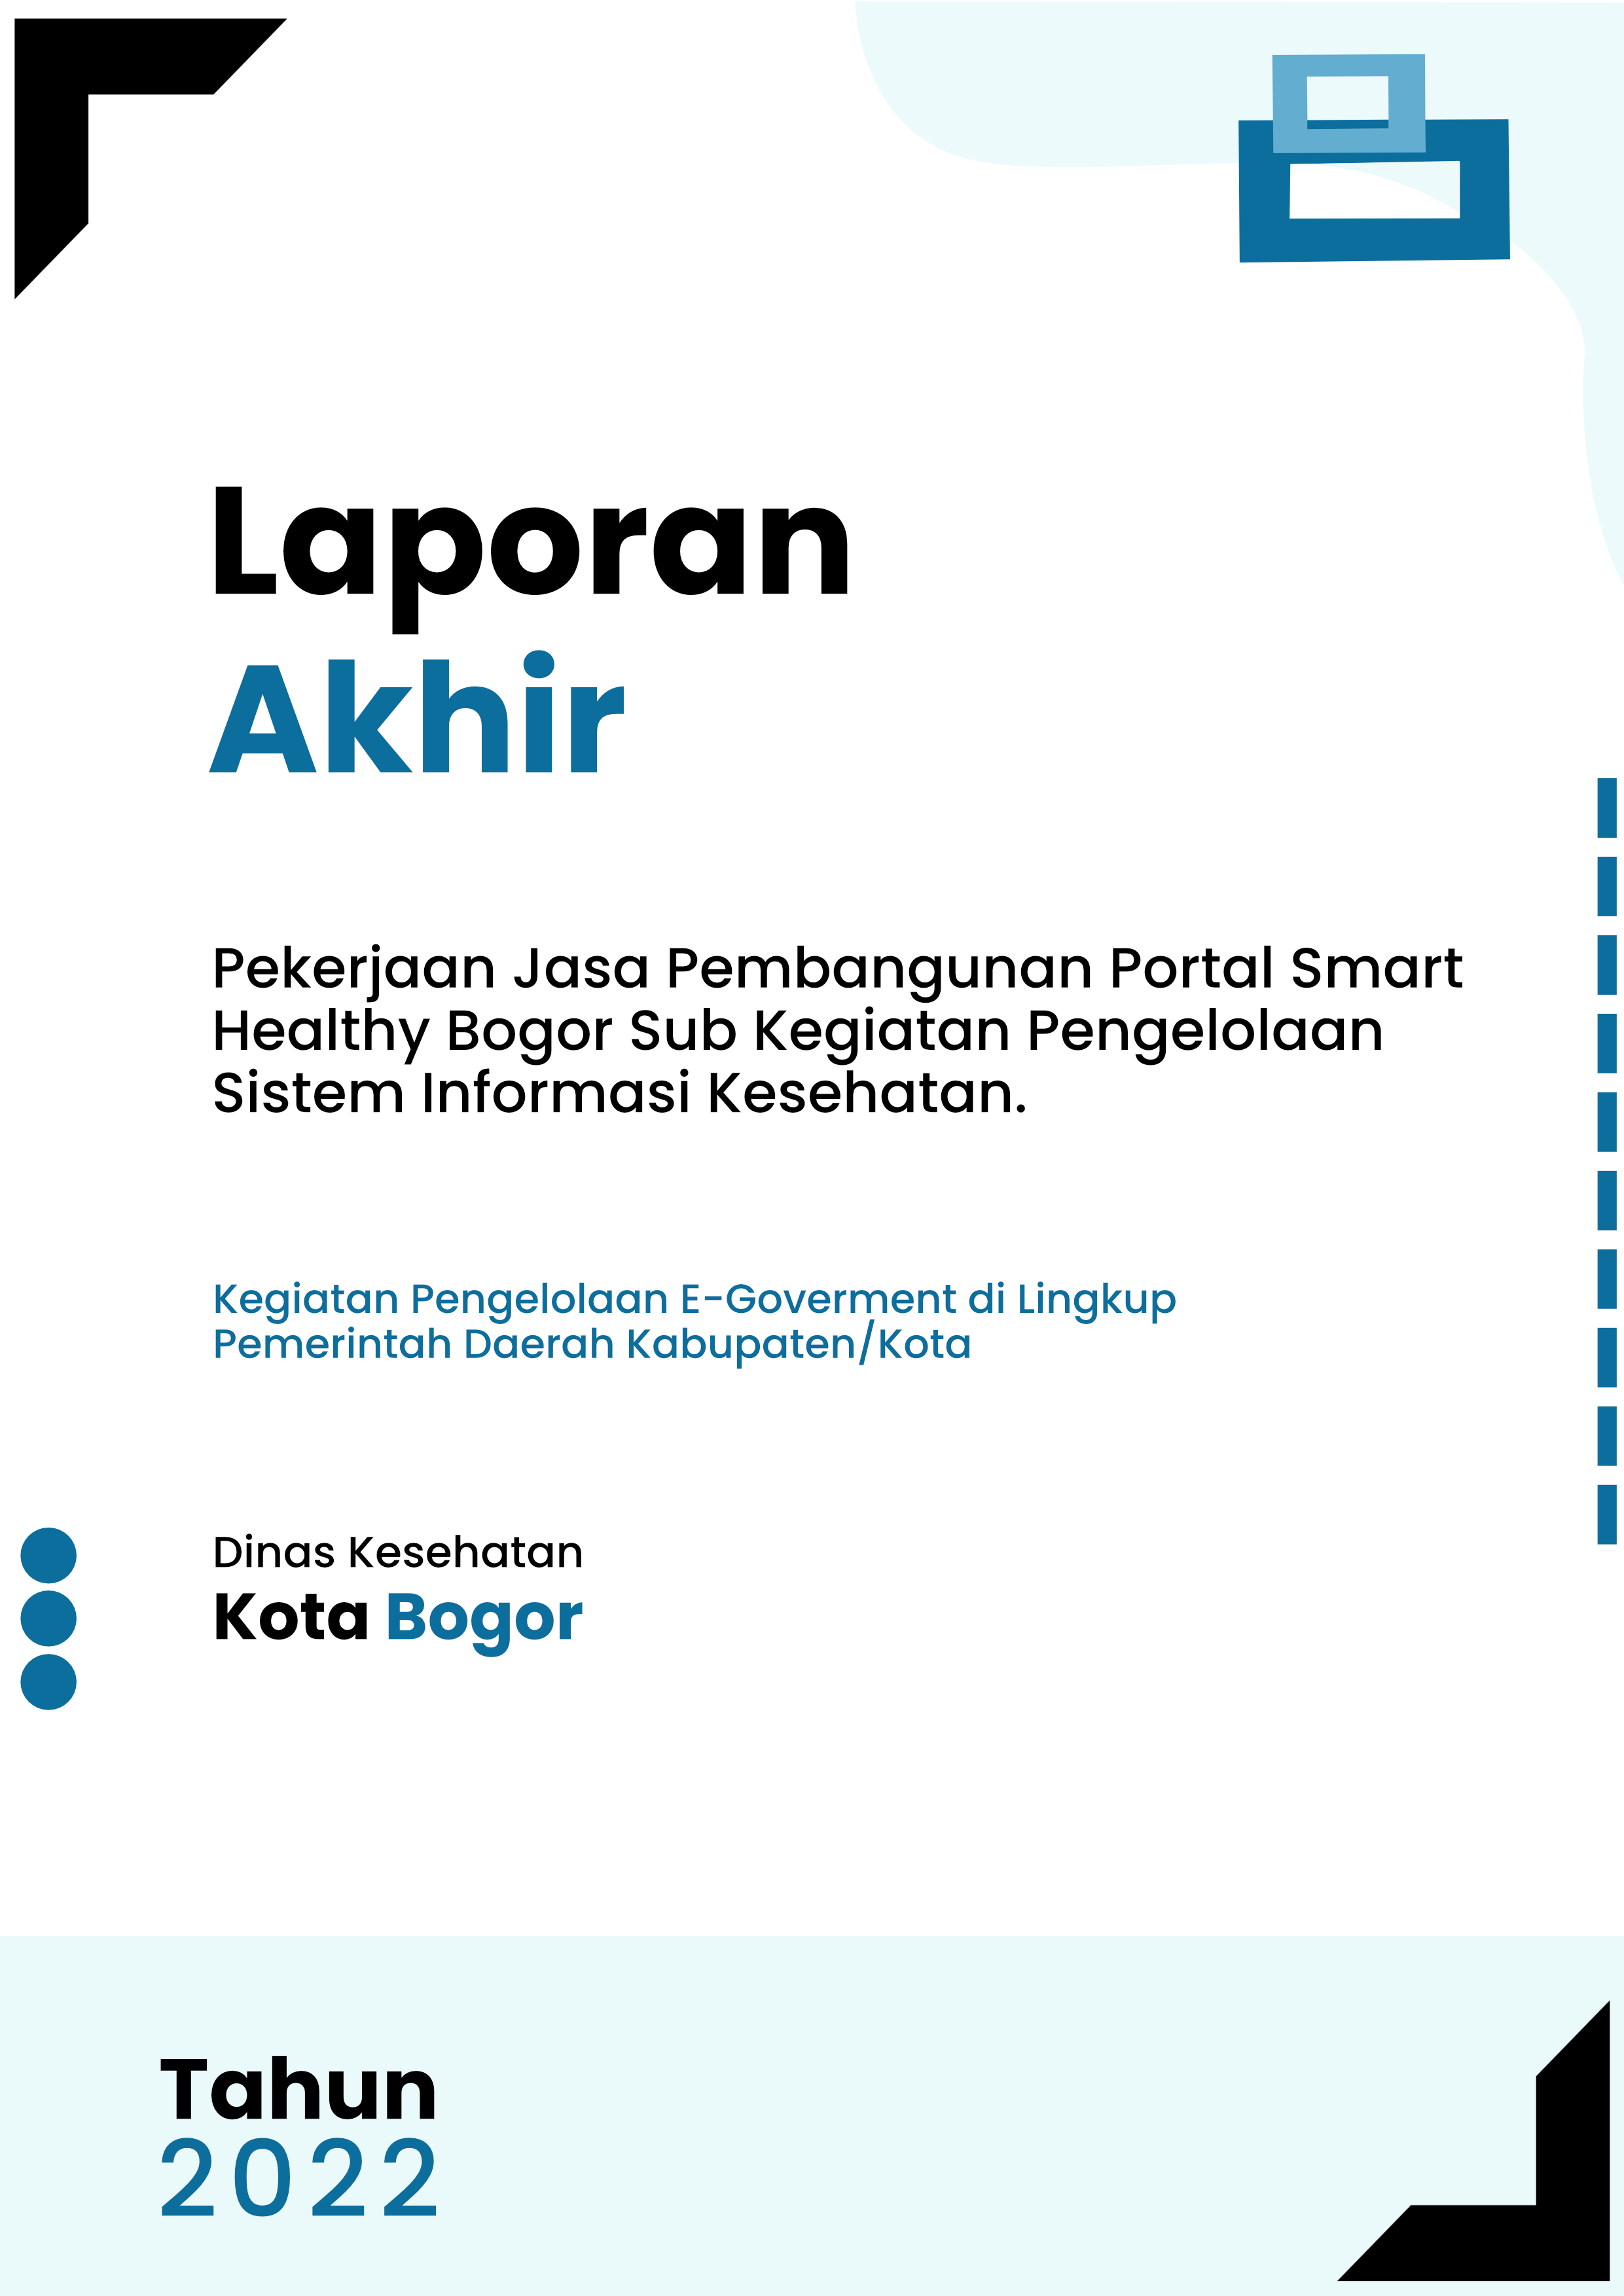 Laporan
Akhir
Pekerjaan Jasa Pembangunan Portal Smart
Healthy Bogor Sub Kegiatan Pengelolaan
Sistem Informasi Kesehatan.
Kegiatan Pengelolaan E-Goverment di Lingkup
Pemerintah Daerah Kabupaten/Kota
Dinas Kesehatan
Kota Bogor
Tahun
2022